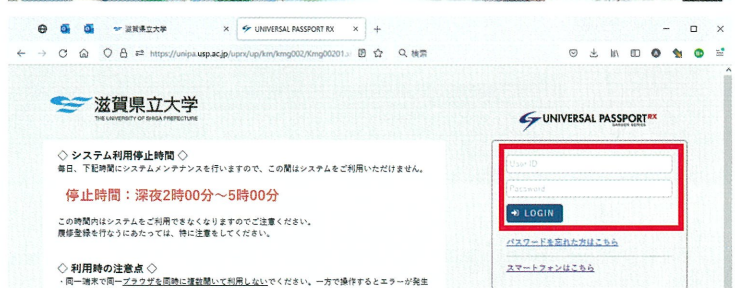 滋賀県立大学
UNIVERSAL PASSPORT RX
https://unipa.usp.ac.jp/uprx/up/km/kmg002/Kmg00201.
検索
滋賀県立大学
THE UNIVERSITY OF SHIGA PREFECTURE
UNIVERSAL PASSPORT RX
◇ システム利用停止時間 ◇
毎日、下記時間にシステムメンテナンスを行いますので、この間はシステムをご利用いただけません。
停止時間：深夜2時00分～5時00分
この時間内はシステムをご利用できなくなりますのでご注意ください。
履修登録を行なうにあたっては、特に注意をしてください。
◇ 利用時の注意点 ◇
・同一端末で同一ブラウザを同時に複数開いて利用しないでください。一方で操作するとエラーが発生
User ID
Password
LOGIN
パスワードを忘れた方はこちら
スマートフォンはこちら